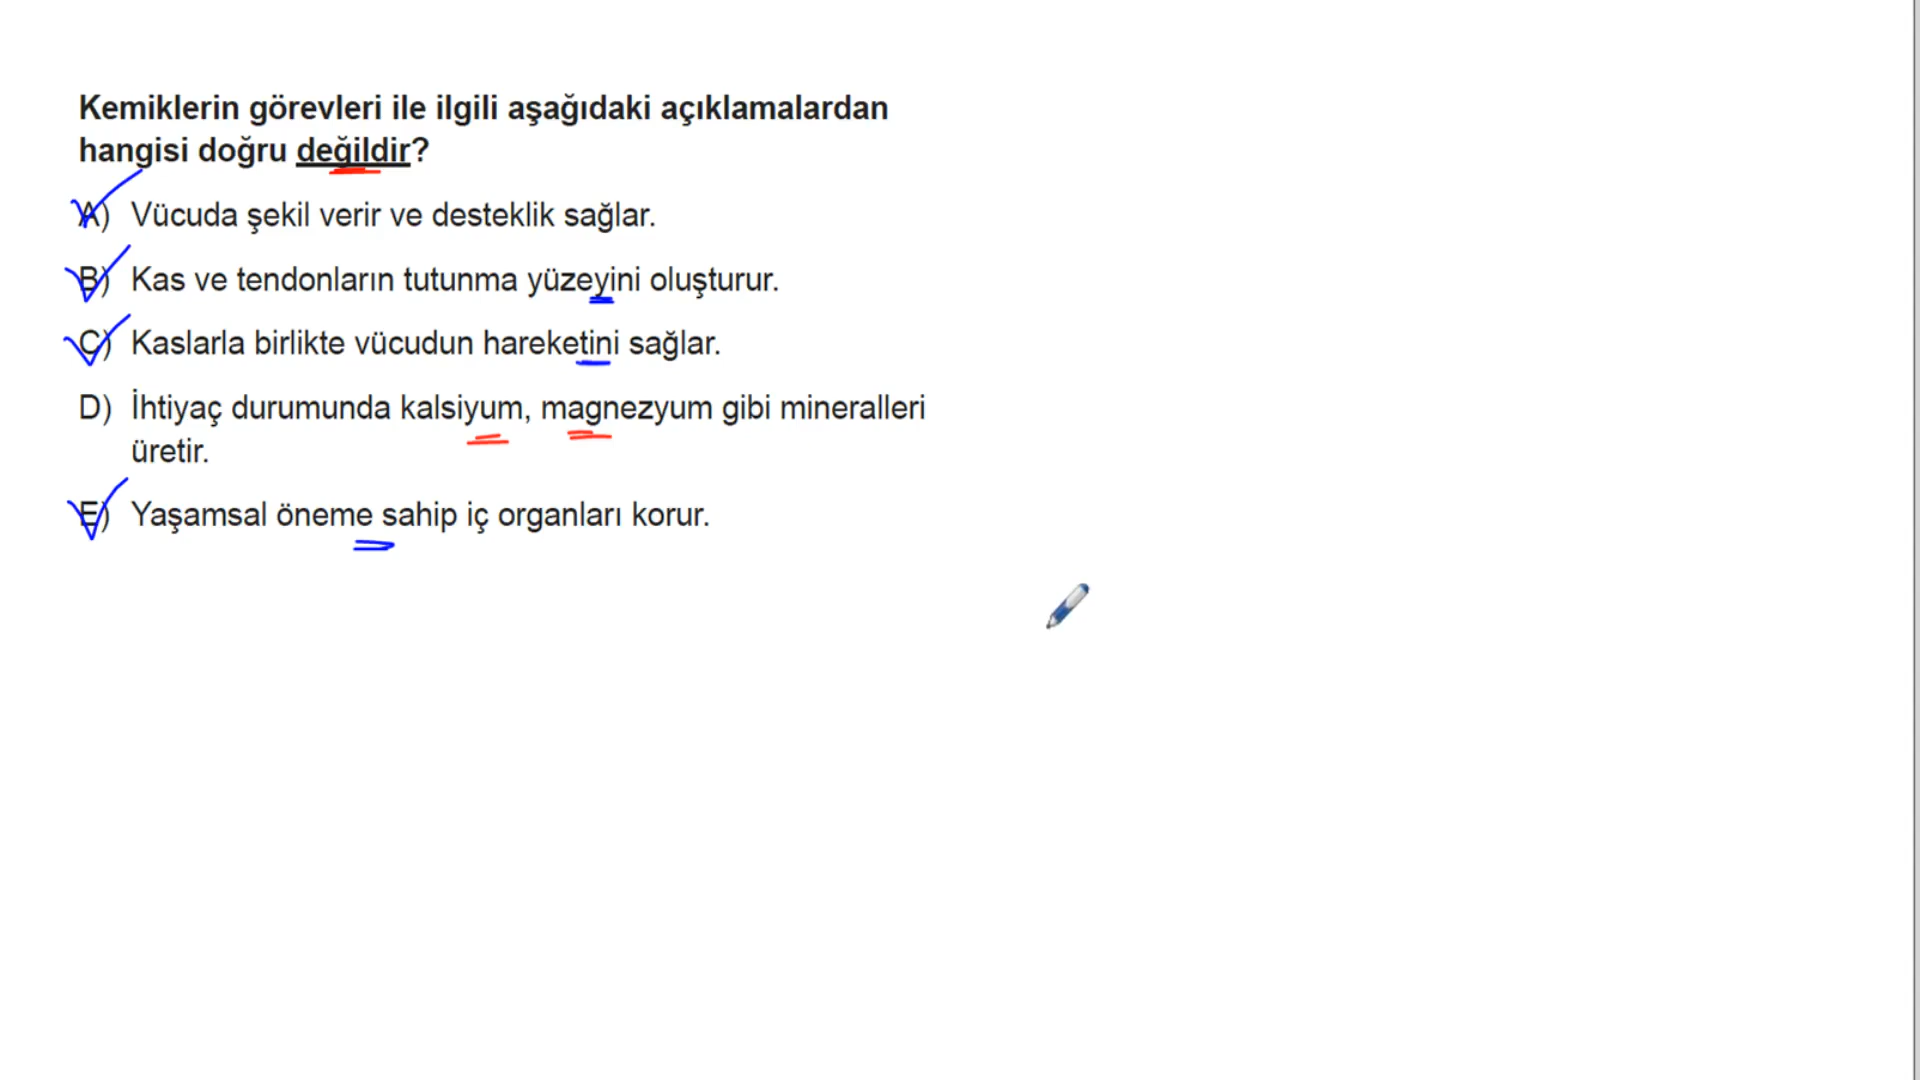 Kemiklerin görevleri ile ilgili aşağıdaki açıklamalardan
hangisi doğru değildir?
A) Vücuda şekil verir ve desteklik sağlar.
B) Kas ve tendonların tutunma yüzeyini oluşturur.
C) Kaslarla birlikte vücudun hareketini sağlar.
D) İhtiyaç durumunda kalsiyum, magnezyum gibi mineralleri
üretir.
E) Yaşamsal öneme sahip iç organları korur.